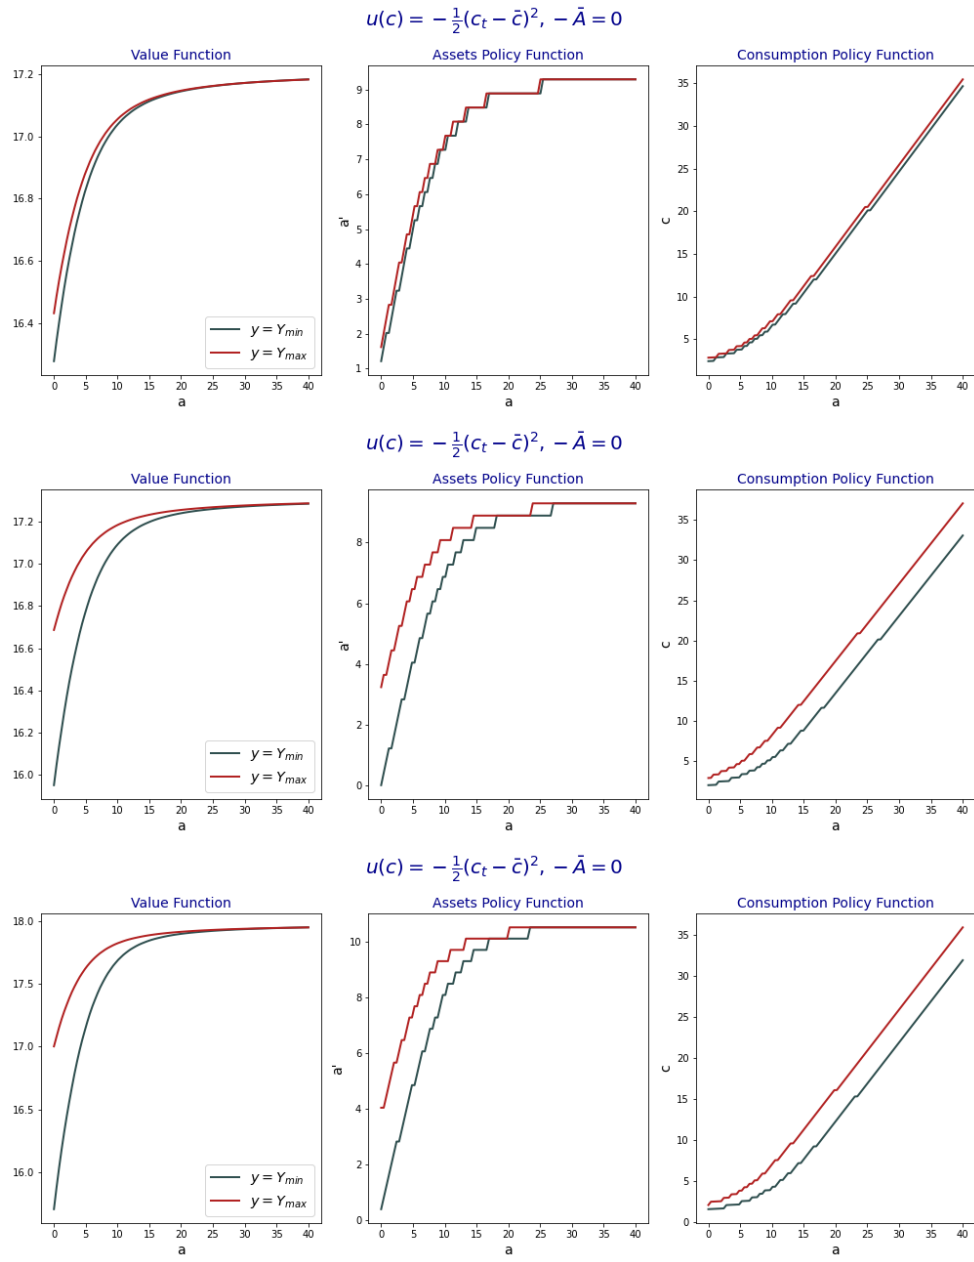 u(c) = −½(c_t − c̄)², −Ā = 0
Value Function
17.2
17.0
16.8
16.6
16.4
0 5 10 15 20 25 30 35 40
a
y = Y_min
y = Y_max
Assets Policy Function
a'
9
8
7
6
5
4
3
2
1
0 5 10 15 20 25 30 35 40
a
Consumption Policy Function
c
35
30
25
20
15
10
5
0 5 10 15 20 25 30 35 40
a
u(c) = −½(c_t − c̄)², −Ā = 0
Value Function
17.2
17.0
16.8
16.6
16.4
16.2
16.0
0 5 10 15 20 25 30 35 40
a
y = Y_min
y = Y_max
Assets Policy Function
a'
8
6
4
2
0
0 5 10 15 20 25 30 35 40
a
Consumption Policy Function
c
35
30
25
20
15
10
5
0 5 10 15 20 25 30 35 40
a
u(c) = −½(c_t − c̄)², −Ā = 0
Value Function
18.0
17.5
17.0
16.5
16.0
0 5 10 15 20 25 30 35 40
a
y = Y_min
y = Y_max
Assets Policy Function
a'
10
8
6
4
2
0
0 5 10 15 20 25 30 35 40
a
Consumption Policy Function
c
35
30
25
20
15
10
5
0
0 5 10 15 20 25 30 35 40
a